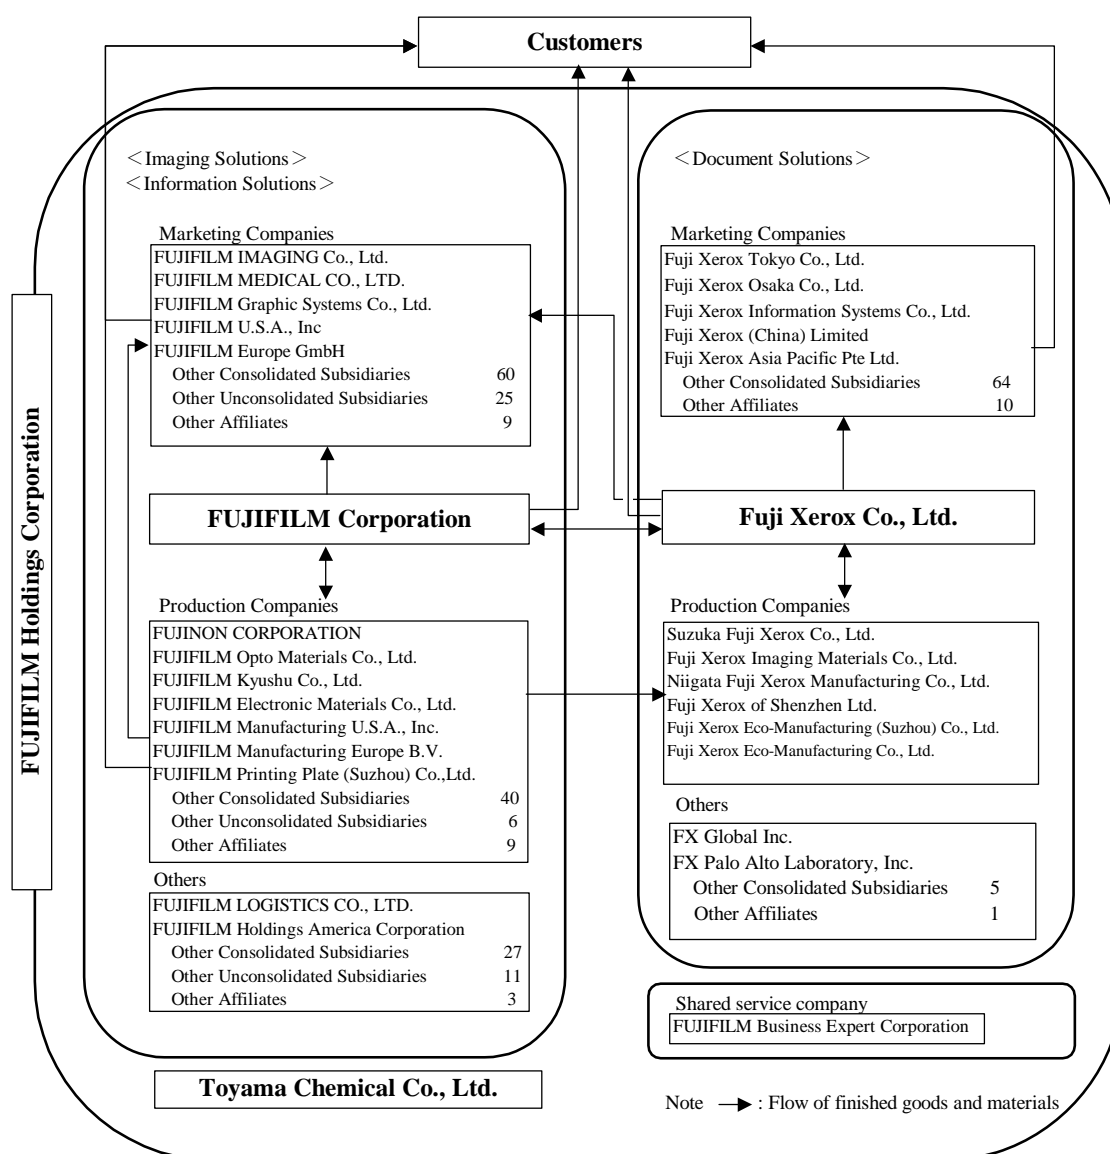 Customers
<Imaging Solutions>
<Information Solutions>
Marketing Companies
FUJIFILM IMAGING Co., Ltd.
FUJIFILM MEDICAL CO., LTD.
FUJIFILM Graphic Systems Co., Ltd.
FUJIFILM U.S.A., Inc
FUJIFILM Europe GmbH
Other Consolidated Subsidiaries 60
Other Unconsolidated Subsidiaries 25
Other Affiliates 9
FUJIFILM Corporation
Production Companies
FUJINON CORPORATION
FUJIFILM Opto Materials Co., Ltd.
FUJIFILM Kyushu Co., Ltd.
FUJIFILM Electronic Materials Co., Ltd.
FUJIFILM Manufacturing U.S.A., Inc.
FUJIFILM Manufacturing Europe B.V.
FUJIFILM Printing Plate (Suzhou) Co.,Ltd.
Other Consolidated Subsidiaries 40
Other Unconsolidated Subsidiaries 6
Other Affiliates 9
Others
FUJIFILM LOGISTICS CO., LTD.
FUJIFILM Holdings America Corporation
Other Consolidated Subsidiaries 27
Other Unconsolidated Subsidiaries 11
Other Affiliates 3
Toyama Chemical Co., Ltd.
<Document Solutions>
Marketing Companies
Fuji Xerox Tokyo Co., Ltd.
Fuji Xerox Osaka Co., Ltd.
Fuji Xerox Information Systems Co., Ltd.
Fuji Xerox (China) Limited
Fuji Xerox Asia Pacific Pte Ltd.
Other Consolidated Subsidiaries 64
Other Affiliates 10
Fuji Xerox Co., Ltd.
Production Companies
Suzuka Fuji Xerox Co., Ltd.
Fuji Xerox Imaging Materials Co., Ltd.
Niigata Fuji Xerox Manufacturing Co., Ltd.
Fuji Xerox of Shenzhen Ltd.
Fuji Xerox Eco-Manufacturing (Suzhou) Co., Ltd.
Fuji Xerox Eco-Manufacturing Co., Ltd.
Others
FX Global Inc.
FX Palo Alto Laboratory, Inc.
Other Consolidated Subsidiaries 5
Other Affiliates 1
Shared service company
FUJIFILM Business Expert Corporation
Note → : Flow of finished goods and materials
FUJIFILM Holdings Corporation